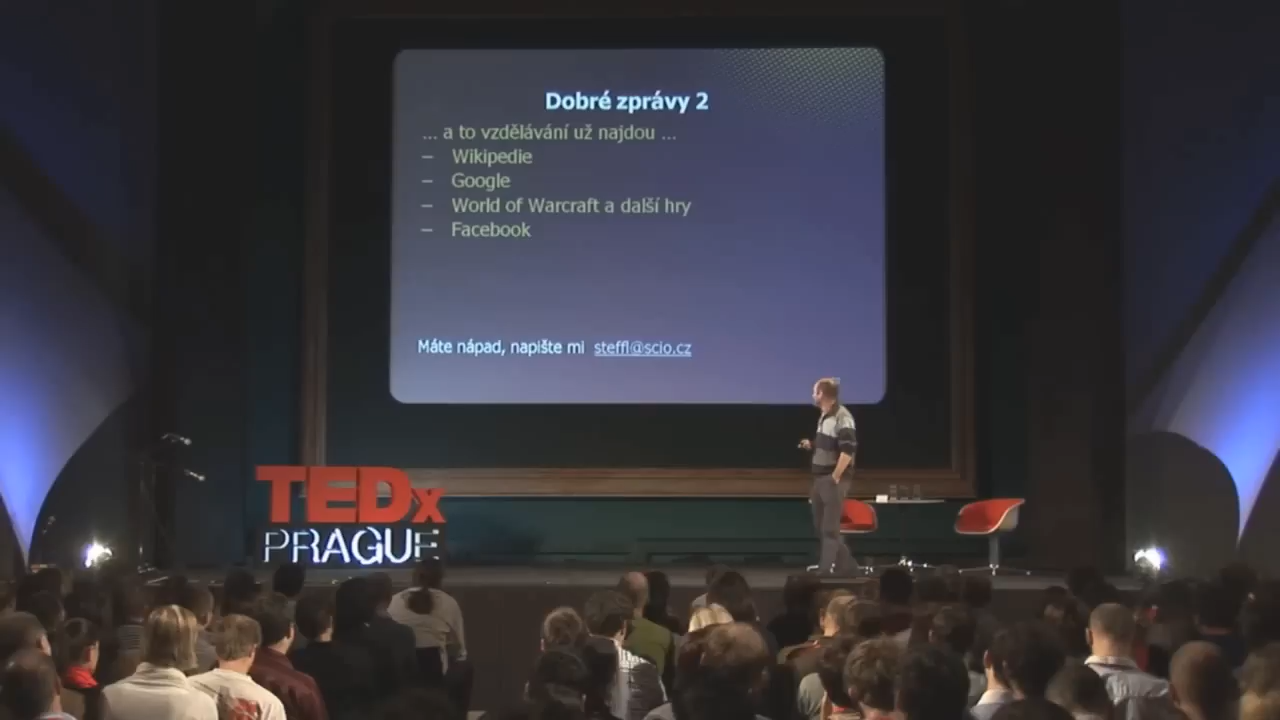 Dobré zprávy 2
... a to vzdělávání už najdou ...
– Wikipedie
– Google
– World of Warcraft a další hry
– Facebook
Máte nápad, napište mi steffl@scio.cz
TEDx
PRAGUE